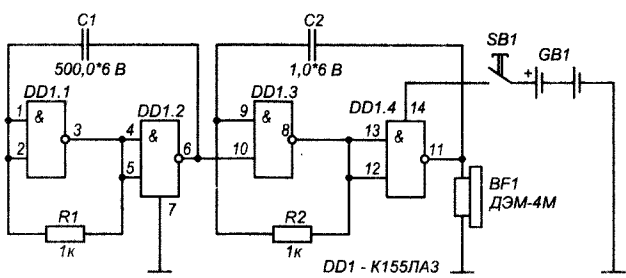 C1
500,0*6 В
C2
1,0*6 В
SB1
GB1
+
DD1.1
&
1
2
3
DD1.2
&
4
5
6
7
DD1.3
&
9
10
8
DD1.4
&
13
12
14
11
R1
1к
R2
1к
BF1
ДЭМ-4М
DD1 - К155ЛА3